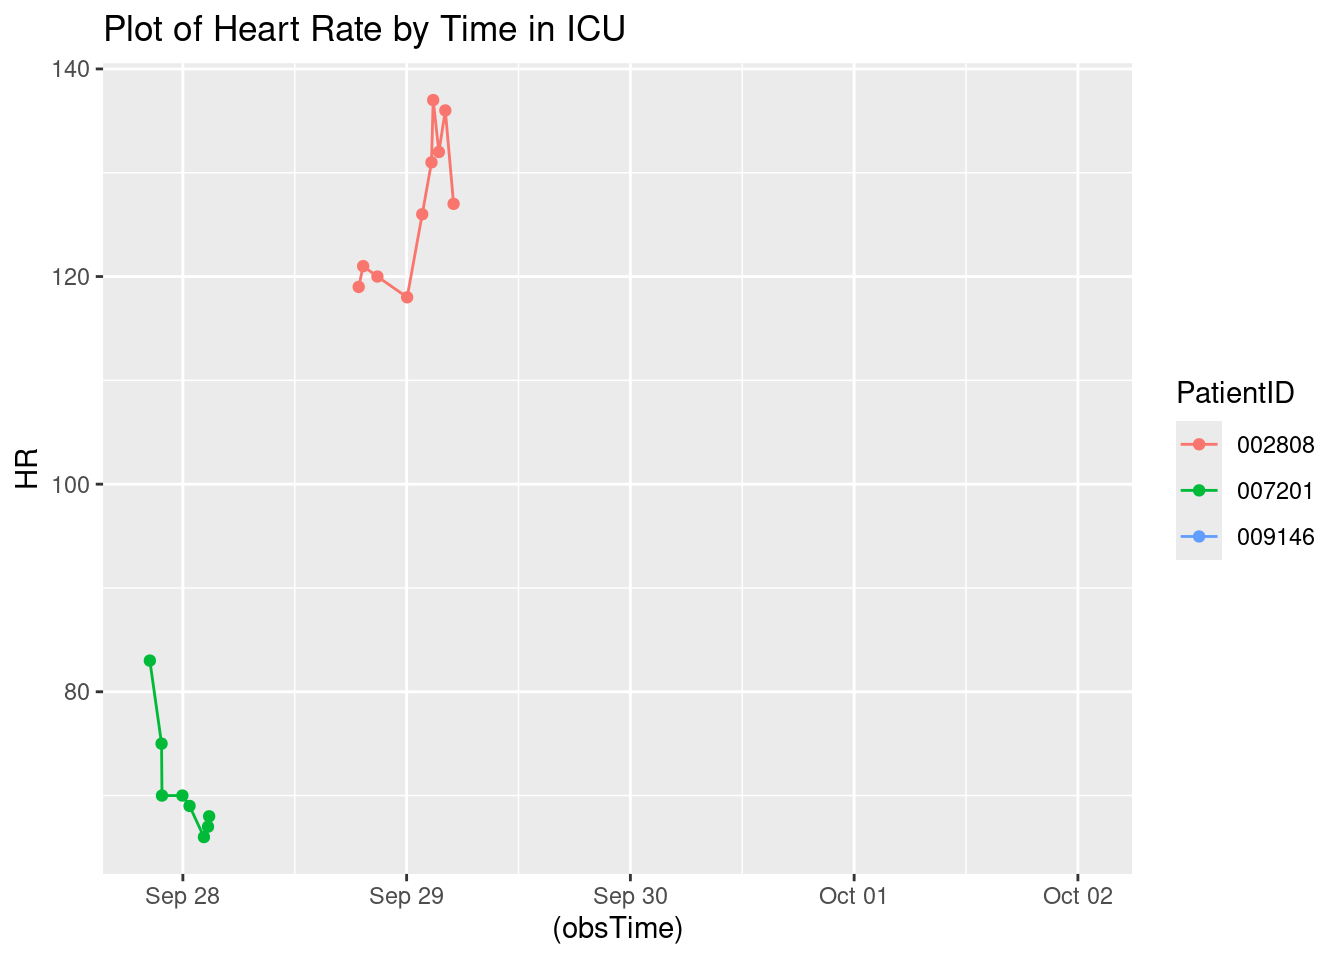 Plot of Heart Rate by Time in ICU
140
120
100
80
HR
Sep 28
Sep 29
Sep 30
Oct 01
Oct 02
(obsTime)
PatientID
002808
007201
009146